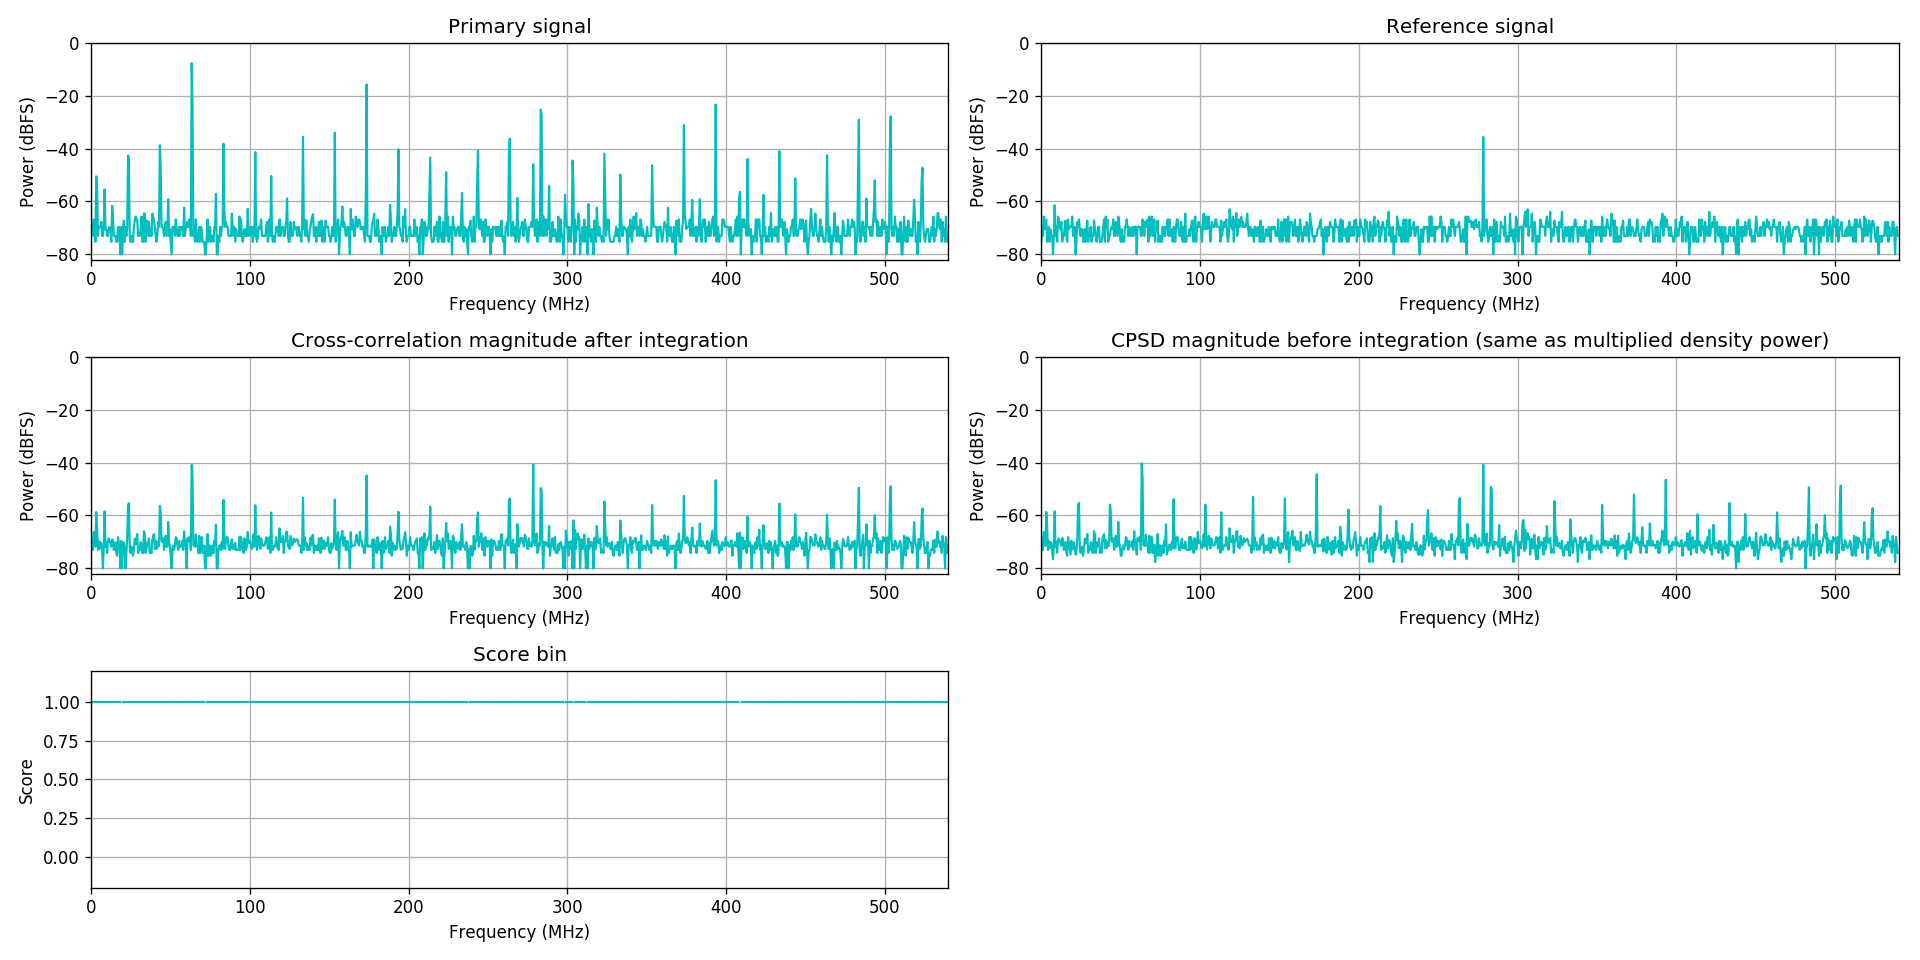 Primary signal
Power (dBFS)
0
−20
−40
−60
−80
0 100 200 300 400 500
Frequency (MHz)
Reference signal
Power (dBFS)
0
−20
−40
−60
−80
0 100 200 300 400 500
Frequency (MHz)
Cross-correlation magnitude after integration
Power (dBFS)
0
−20
−40
−60
−80
0 100 200 300 400 500
Frequency (MHz)
CPSD magnitude before integration (same as multiplied density power)
Power (dBFS)
0
−20
−40
−60
−80
0 100 200 300 400 500
Frequency (MHz)
Score bin
Score
1.00
0.75
0.50
0.25
0.00
0 100 200 300 400 500
Frequency (MHz)